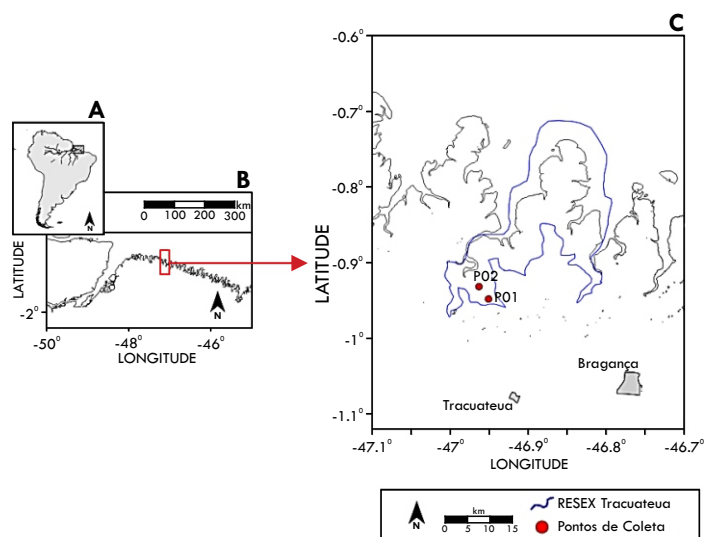 A
N
B
km
0 100 200 300
LATITUDE
-2°
N
-50 -48 -46
LONGITUDE
C
-0.6°
-0.7°
-0.8°
-0.9°
-1°
-1.1°
LATITUDE
P02
P01
Bragança
Tracuateua
-47.1° -47° -46.9° -46.8° -46.7°
LONGITUDE
N
km
0 5 10 15
RESEX Tracuateua
Pontos de Coleta